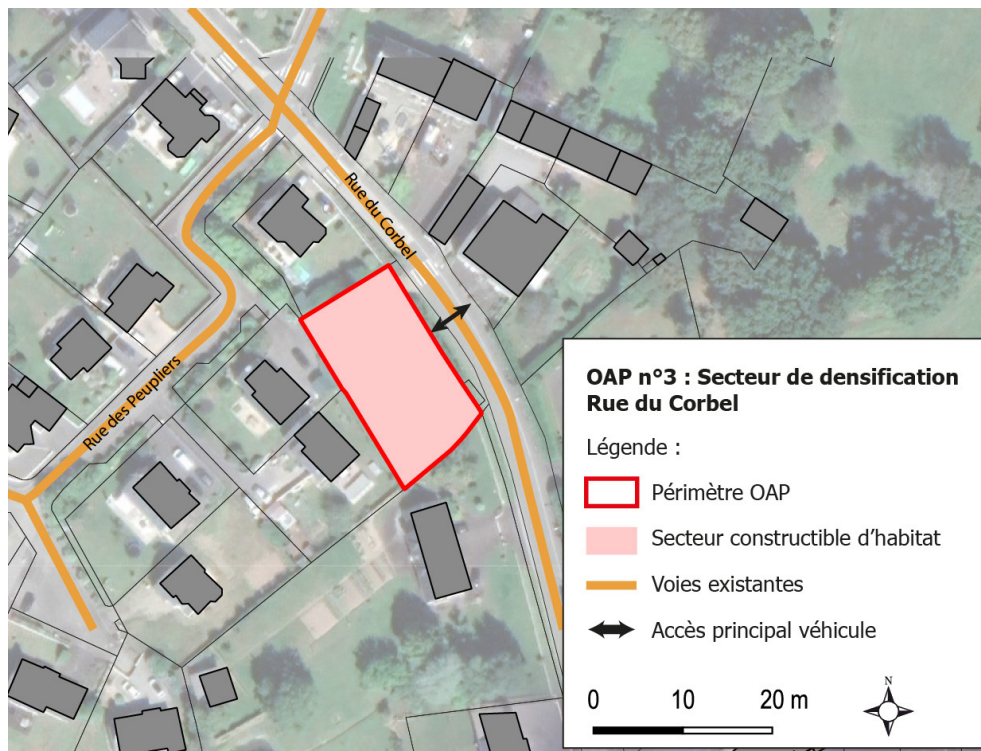 Rue du Corbel
Rue des Peupliers
OAP n°3 : Secteur de densification
Rue du Corbel
Légende :
Périmètre OAP
Secteur constructible d'habitat
Voies existantes
Accès principal véhicule
0 10 20 m
N